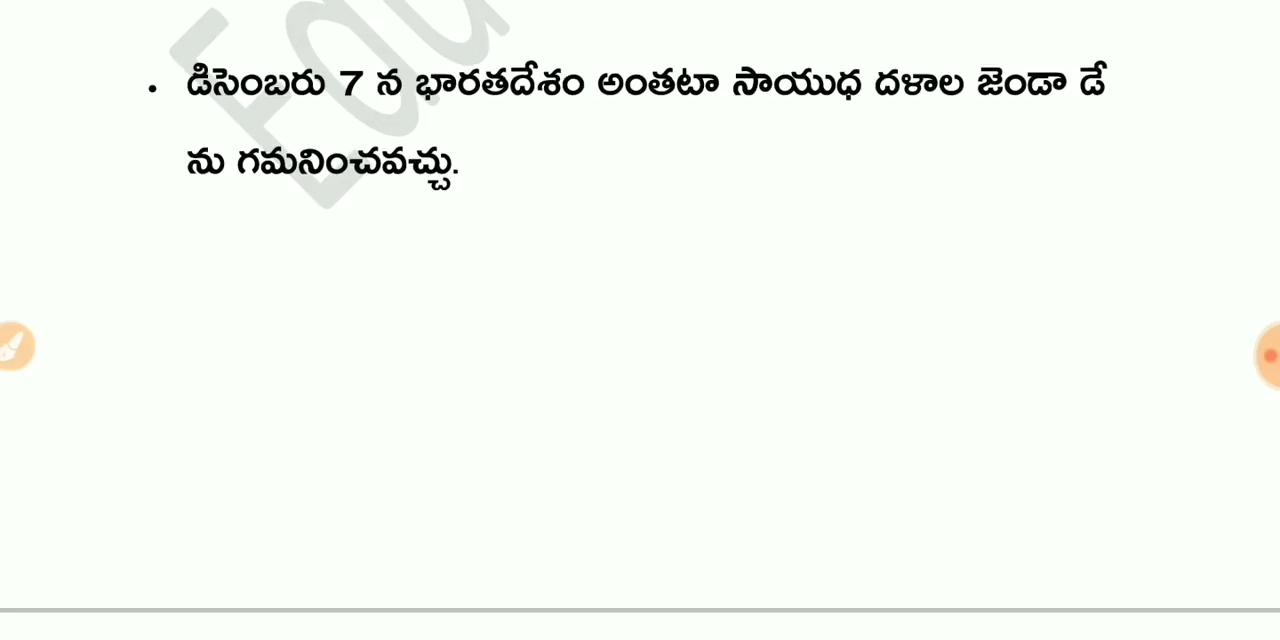 • డిసెంబరు 7 న భారతదేశం అంతటా సాయుధ దళాల జెండా డే
ను గమనించవచ్చు.